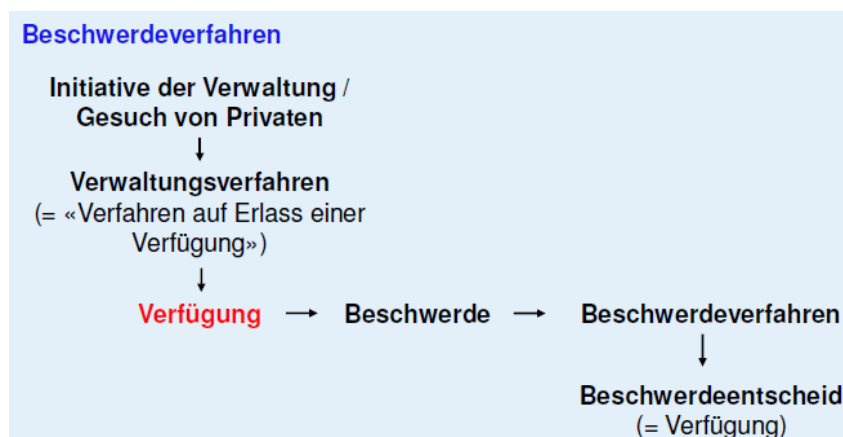 Beschwerdeverfahren
Initiative der Verwaltung /
Gesuch von Privaten
Verwaltungsverfahren
(= «Verfahren auf Erlass einer
Verfügung»)
Verfügung → Beschwerde → Beschwerdeverfahren
Beschwerdeentscheid
(= Verfügung)